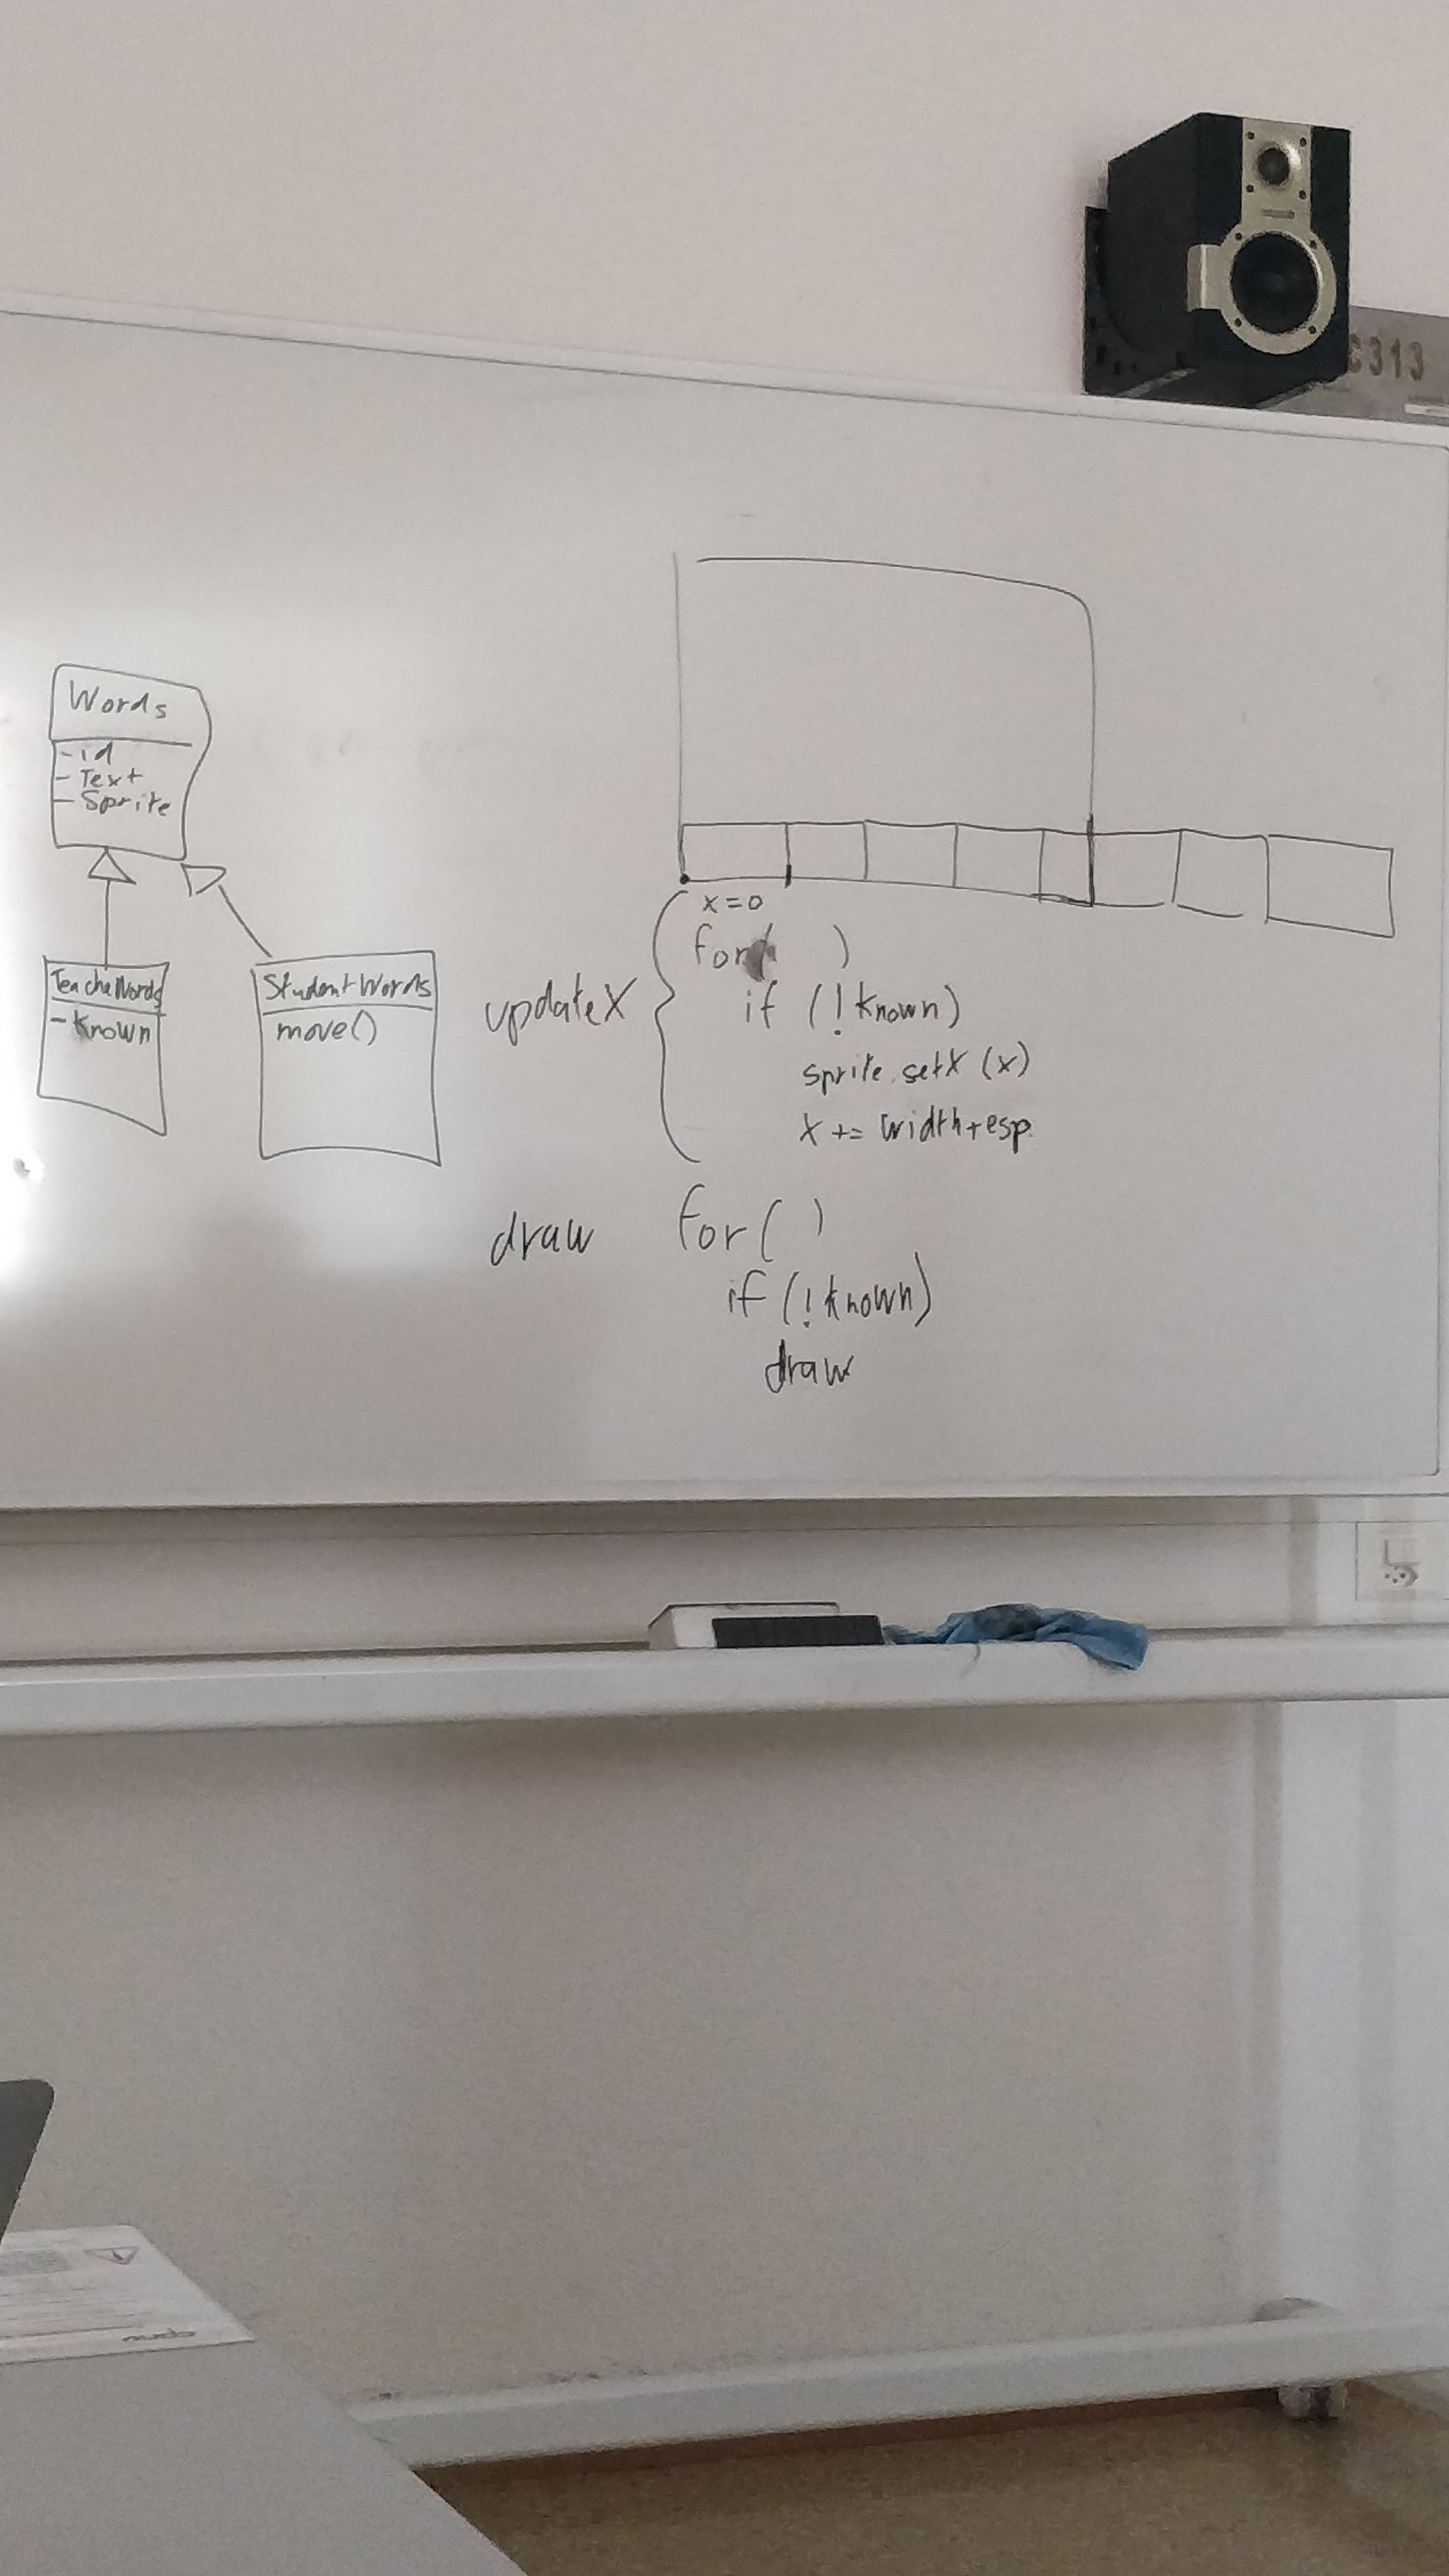 C313
Words
- id
- Text
- Sprite
TeacheWords
- Known
StudentWords
move()
updateX
x = 0
for( )
if (!known)
sprite.setX (x)
X += width+esp.
draw
for( )
if (!known)
draw